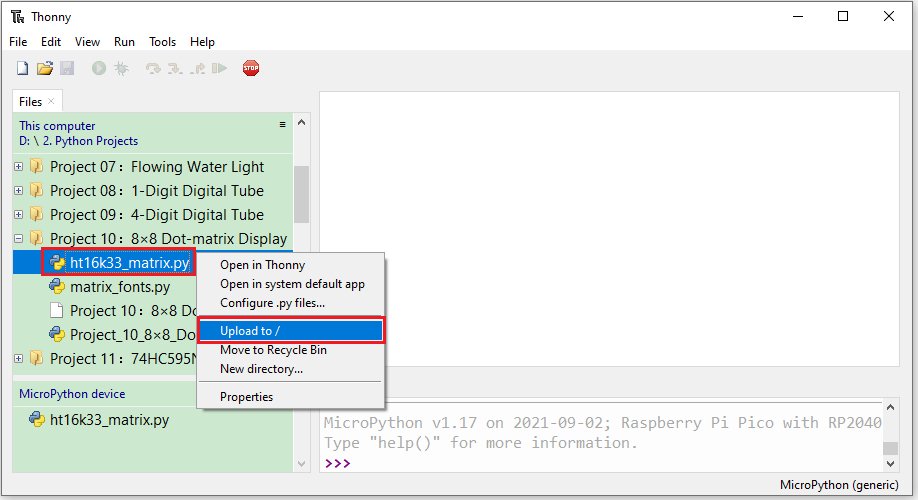 Thonny
File Edit View Run Tools Help
STOP
Files ×
This computer
D: \ 2. Python Projects
Project 07：Flowing Water Light
Project 08：1-Digit Digital Tube
Project 09：4-Digit Digital Tube
Project 10：8×8 Dot-matrix Display
ht16k33_matrix.py
matrix_fonts.py
Project 10：8×8 Do
Project_10_8×8_Do
Project 11：74HC595N
Open in Thonny
Open in system default app
Configure .py files...
Upload to /
Move to Recycle Bin
New directory...
Properties
MicroPython device
ht16k33_matrix.py
MicroPython v1.17 on 2021-09-02; Raspberry Pi Pico with RP2040
Type "help()" for more information.
>>>
MicroPython (generic)